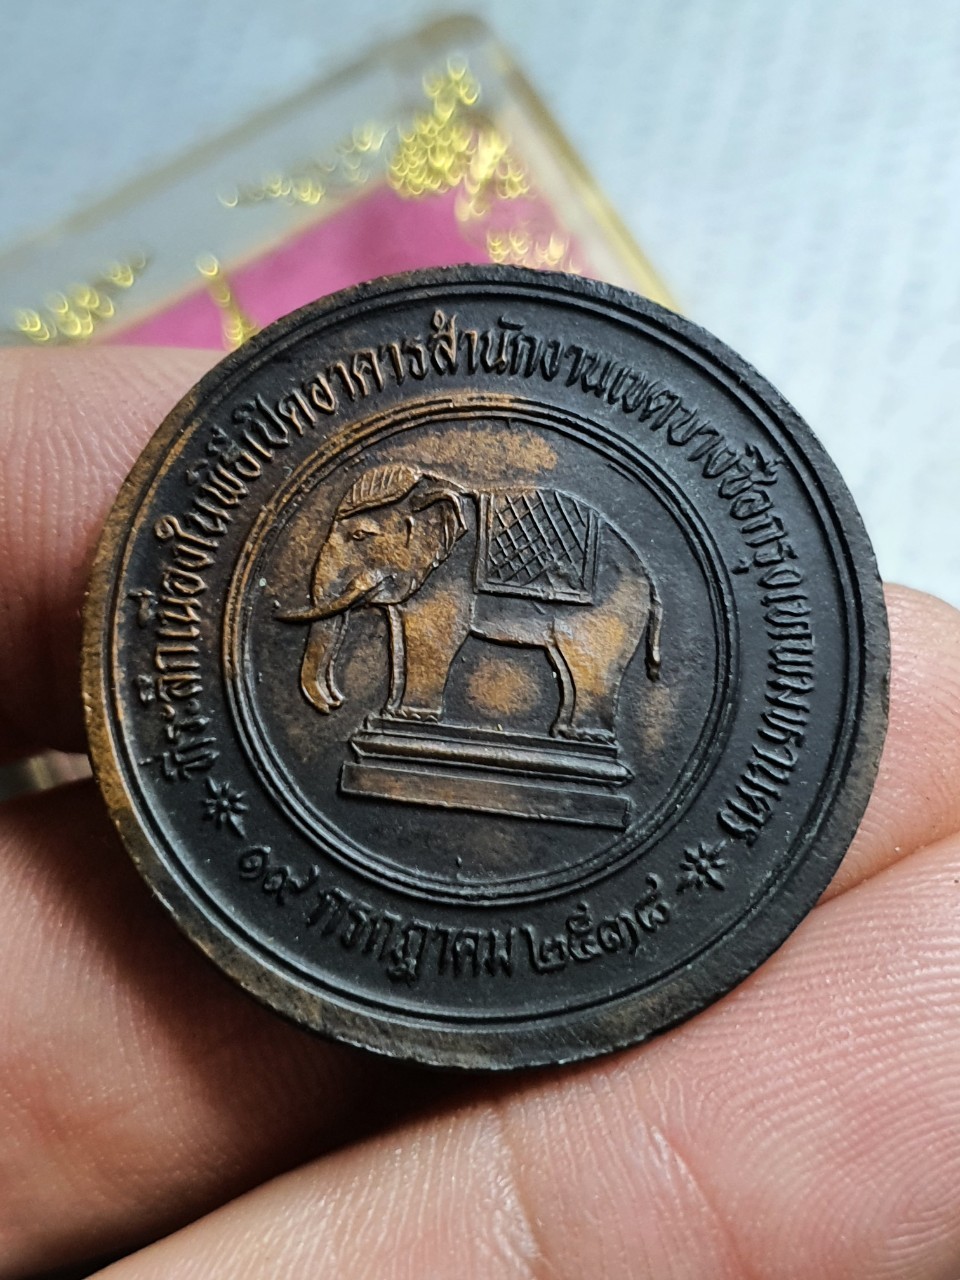 ที่ระลึกเนื่องในพิธีเปิดอาคารสำนักงานเขตบางซื่อกรุงเทพมหานคร
๑๙ กรกฎาคม ๒๕๓๘